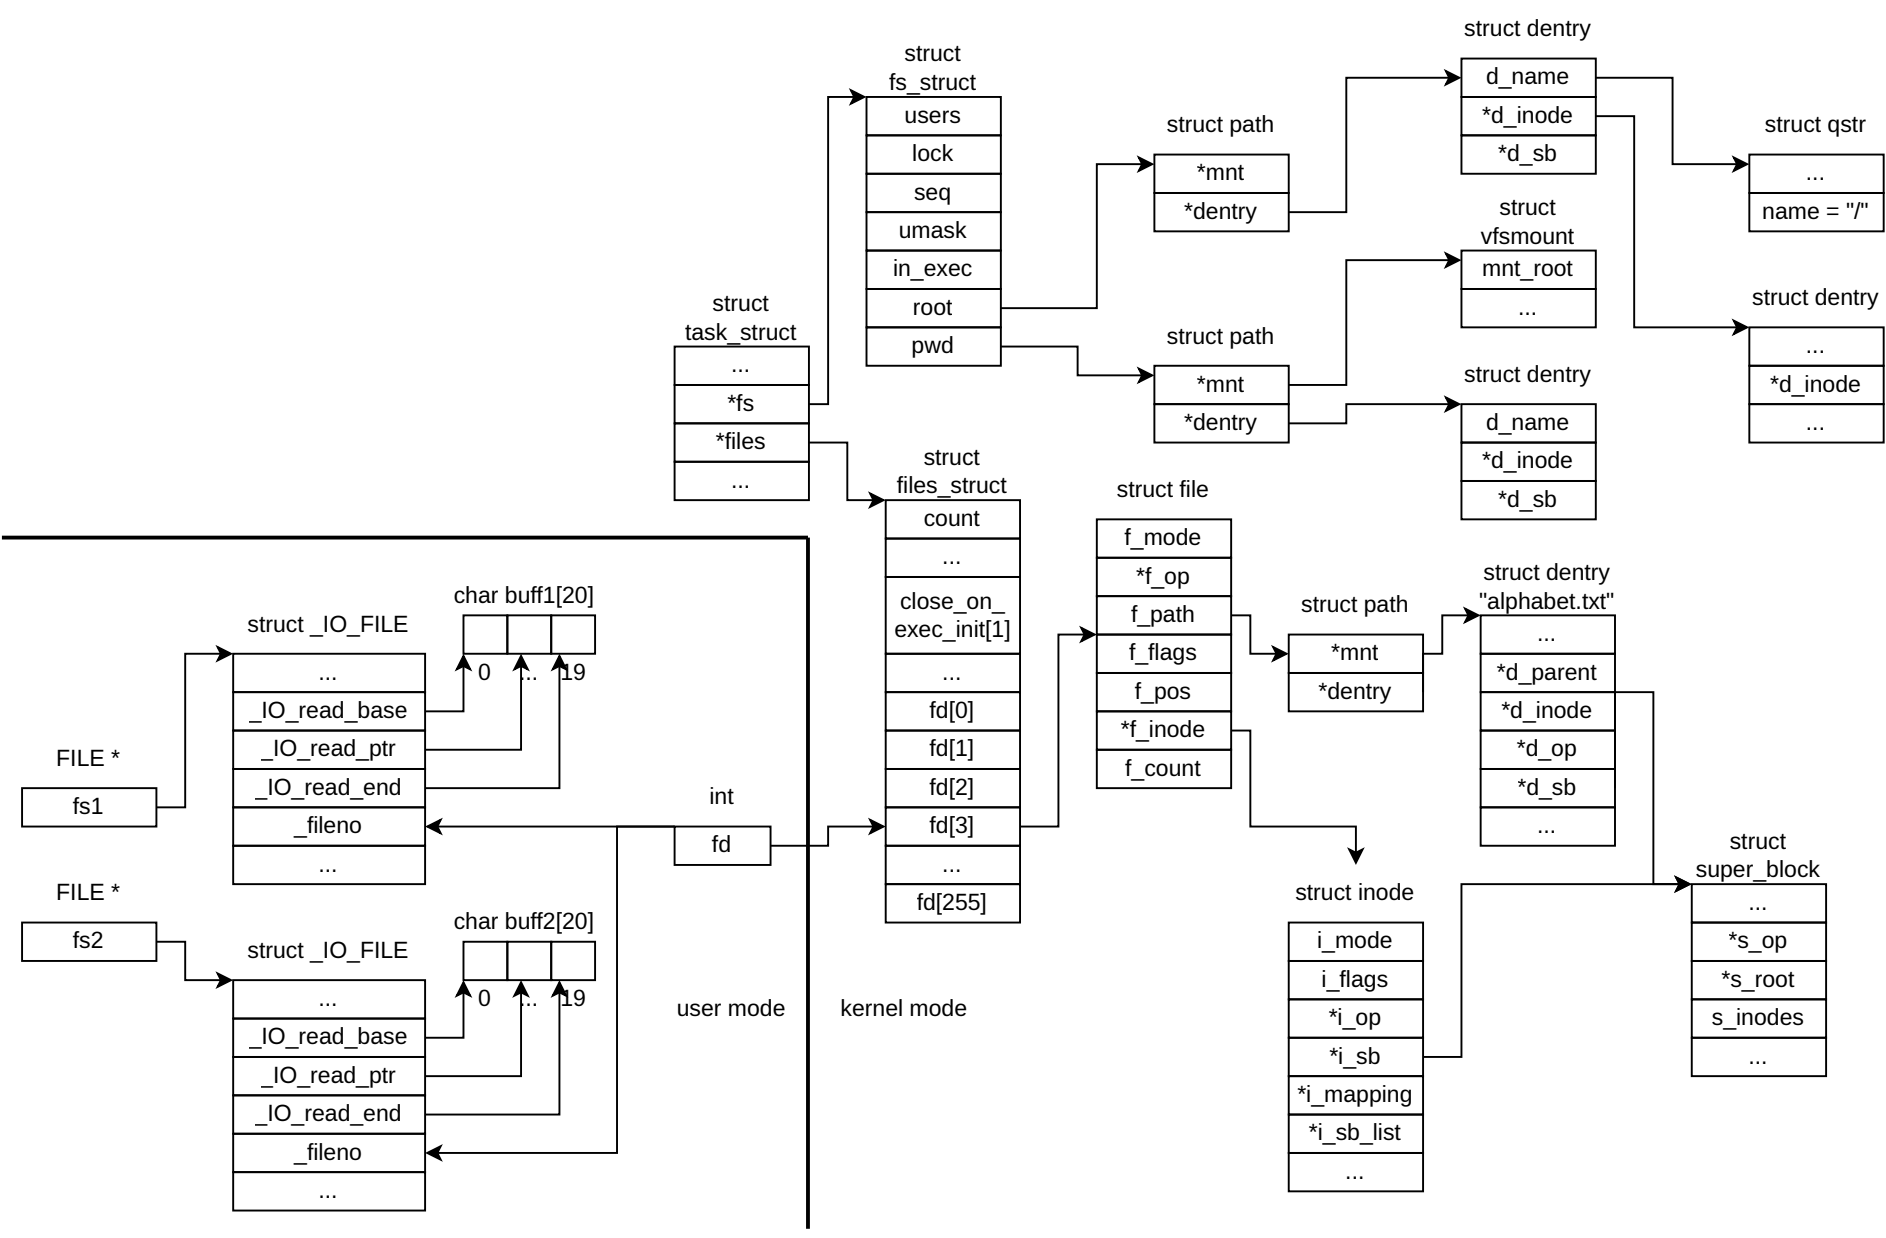 struct
fs_struct
users
lock
seq
umask
in_exec
root
pwd
struct path
*mnt
*dentry
struct dentry
d_name
*d_inode
*d_sb
struct qstr
...
name = "/"
struct
vfsmount
mnt_root
...
struct dentry
...
*d_inode
...
struct path
*mnt
*dentry
struct dentry
d_name
*d_inode
*d_sb
struct
task_struct
...
*fs
*files
...
struct
files_struct
count
...
close_on_
exec_init[1]
...
fd[0]
fd[1]
fd[2]
fd[3]
...
fd[255]
struct file
f_mode
*f_op
f_path
f_flags
f_pos
*f_inode
f_count
struct path
*mnt
*dentry
struct dentry
"alphabet.txt"
...
*d_parent
*d_inode
*d_op
*d_sb
...
struct
super_block
...
*s_op
*s_root
s_inodes
...
struct inode
i_mode
i_flags
*i_op
*i_sb
*i_mapping
*i_sb_list
...
FILE *
fs1
struct _IO_FILE
...
_IO_read_base
_IO_read_ptr
_IO_read_end
_fileno
...
char buff1[20]
0 ... 19
int
fd
FILE *
fs2
struct _IO_FILE
...
_IO_read_base
_IO_read_ptr
_IO_read_end
_fileno
...
char buff2[20]
0 ... 19
user mode
kernel mode